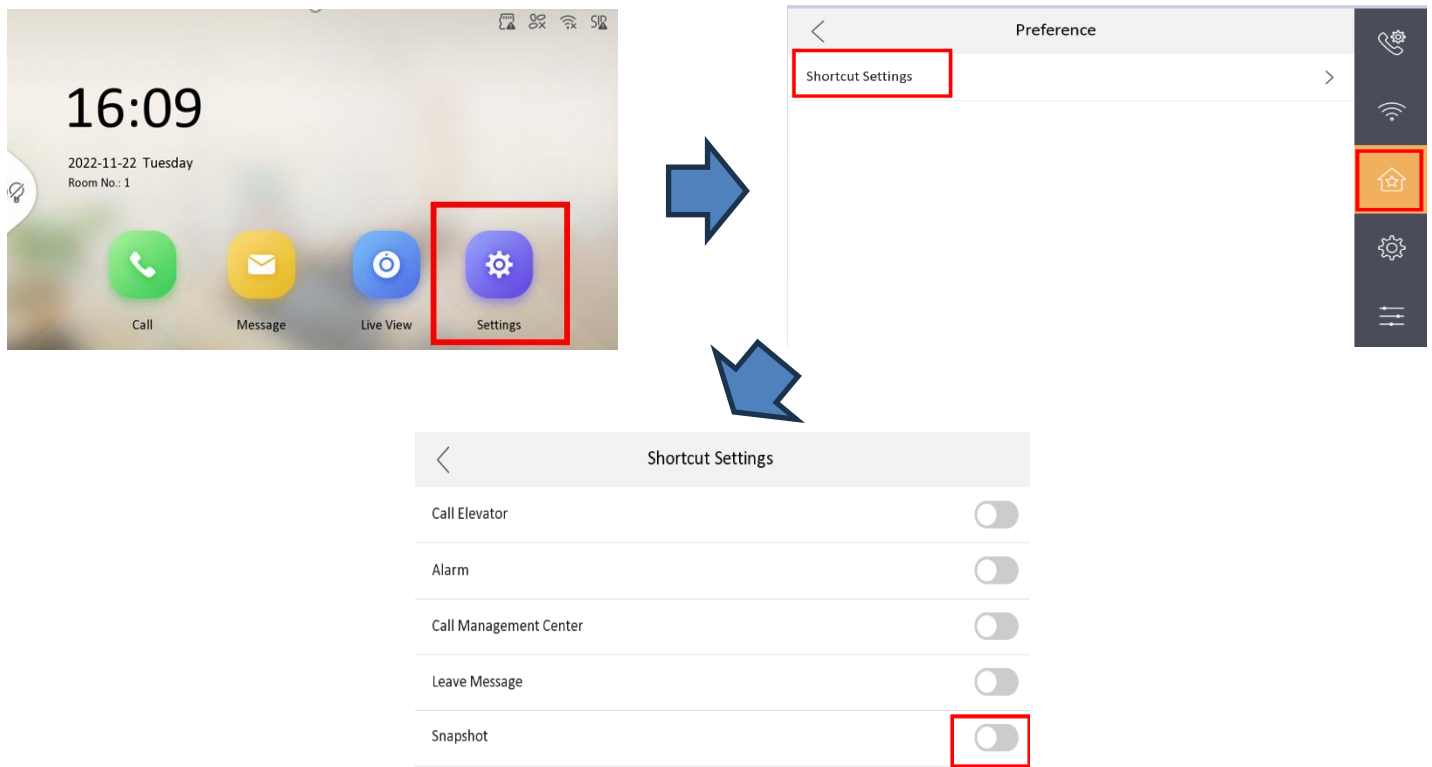 16:09
2022-11-22 Tuesday
Room No.: 1
Call
Message
Live View
Settings
Preference
Shortcut Settings
Shortcut Settings
Call Elevator
Alarm
Call Management Center
Leave Message
Snapshot